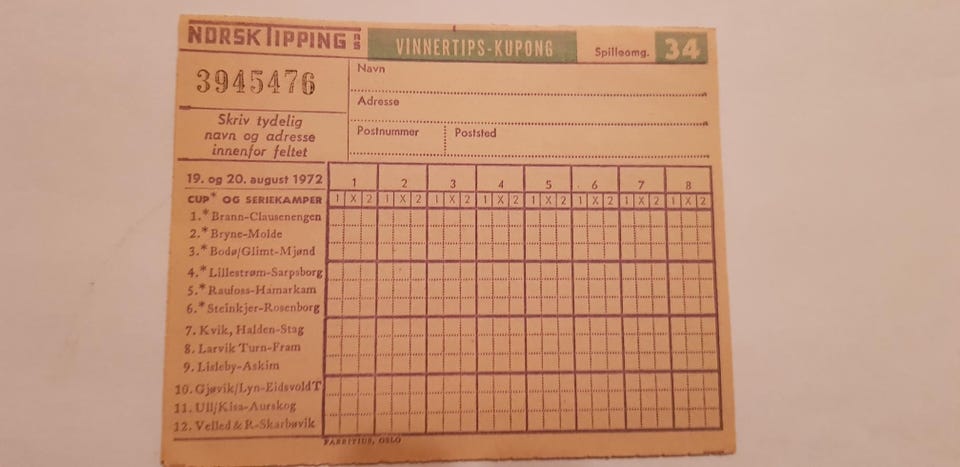 NORSK TIPPING A/S
VINNERTIPS-KUPONG
Spilleomg. 34
3945476
Navn
Adresse
Skriv tydelig
navn og adresse
innenfor feltet
Postnummer Poststed
19. og 20. august 1972
1 2 3 4 5 6 7 8
CUP* OG SERIEKAMPER
1 X 2 1 X 2 1 X 2 1 X 2 1 X 2 1 X 2 1 X 2 1 X 2
1.* Brann-Clausenengen
2.* Bryne-Molde
3.* Bodø/Glimt-Mjønd
4.* Lillestrøm-Sarpsborg
5.* Raufoss-Hamarkam
6.* Steinkjer-Rosenborg
7. Kvik, Halden-Stag
8. Larvik Turn-Fram
9. Lisleby-Askim
10. Gjøvik/Lyn-Eidsvold T
11. Ull/Kisa-Aurskog
12. Velled & R-Skarbøvik
FABRITIUS, OSLO